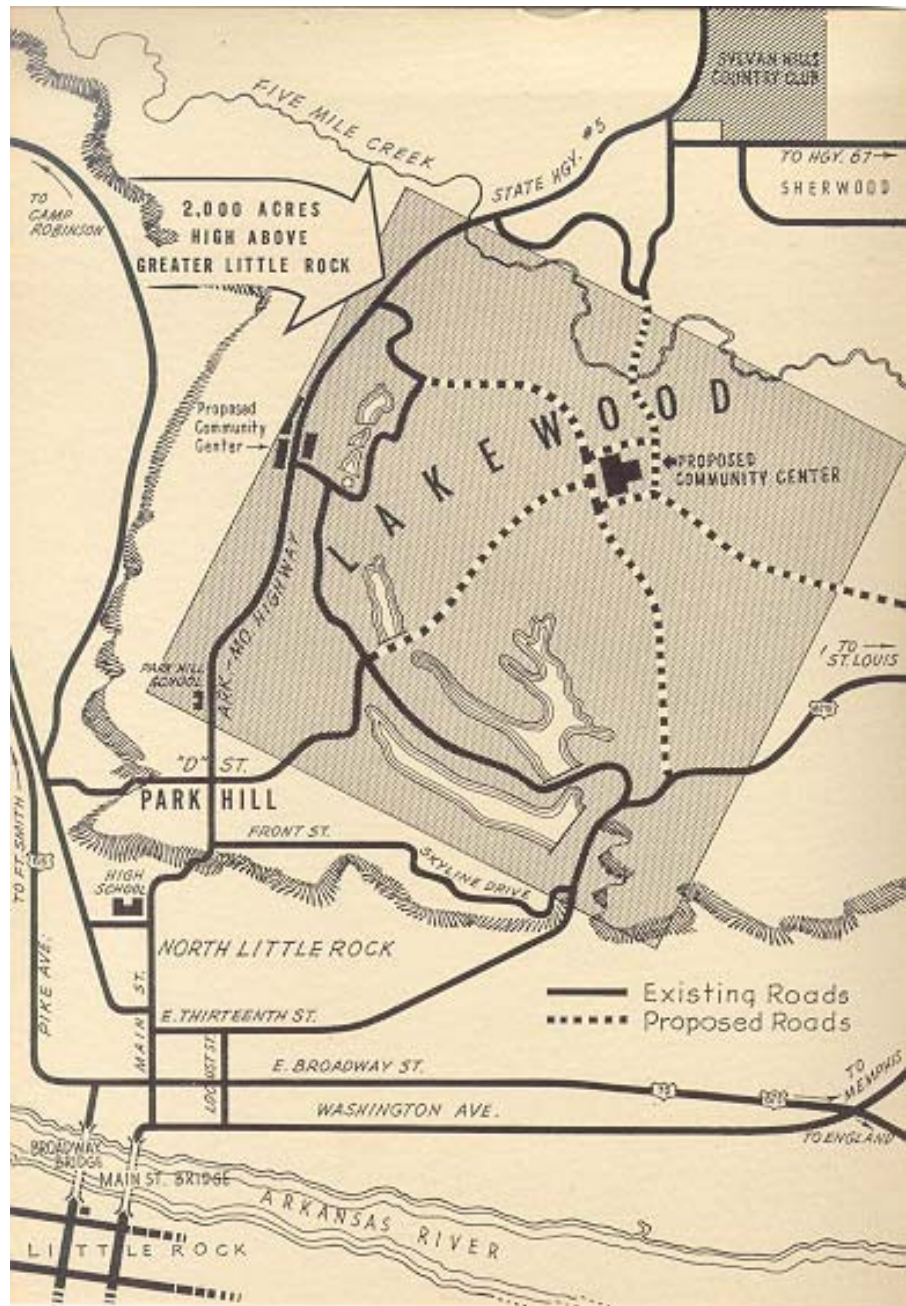 SYLVAN HILLS
COUNTRY CLUB
FIVE MILE CREEK
STATE HGY. #5
TO HGY. 67
SHERWOOD
TO
CAMP
ROBINSON
2,000 ACRES
HIGH ABOVE
GREATER LITTLE ROCK
Proposed
Community
Center
LAKEWOOD
PROPOSED
COMMUNITY CENTER
ARK-MO. HIGHWAY
PARK HILL
SCHOOL
TO
ST. LOUIS
"D" ST.
PARK HILL
FRONT ST.
SKYLINE DRIVE
TO FT. SMITH
HIGH
SCHOOL
NORTH LITTLE ROCK
PIKE AVE.
MAIN ST.
E. THIRTEENTH ST.
LOCUST ST.
Existing Roads
Proposed Roads
E. BROADWAY ST.
70
TO
MEMPHIS
WASHINGTON AVE.
TO ENGLAND
BROADWAY
BRIDGE
MAIN ST. BRIDGE
ARKANSAS RIVER
LITTLE ROCK